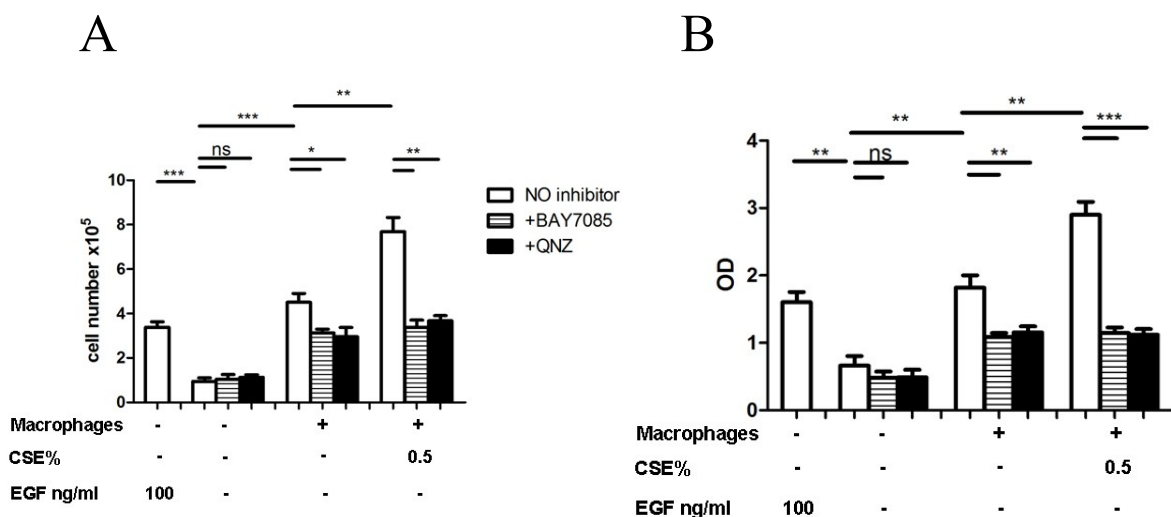 A
B
**
***
ns
***
*
**
10
8
6
4
2
0
cell number x10⁵
NO inhibitor
+BAY7085
+QNZ
Macrophages - - + +
CSE% - - - 0.5
EGF ng/ml 100 - - -
**
**
***
**
ns
**
4
3
2
1
0
OD
Macrophages - - + +
CSE% - - - 0.5
EGF ng/ml 100 - - -